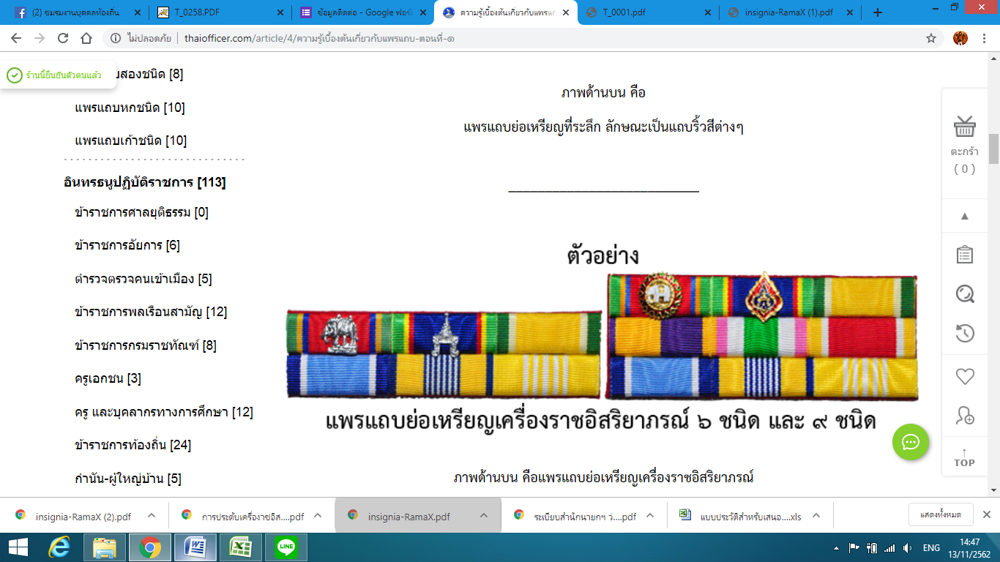 (2) ชมรมงานบุคคลท้องถิ่น
T_0258.PDF
ข้อมูลติดต่อ - Google ฟอร์ม
ความรู้เบื้องต้นเกี่ยวกับแพรแถบ
T_0001.pdf
insignia-RamaX (1).pdf
ไม่ปลอดภัย | thaiofficer.com/article/4/ความรู้เบื้องต้นเกี่ยวกับแพรแถบ-ตอนที่-๑
ร้านนี้ยืนยันตัวตนแล้ว
บสองชนิด [8]
แพรแถบหกชนิด [10]
แพรแถบเก้าชนิด [10]
อินทรธนูปฏิบัติราชการ [113]
ข้าราชการศาลยุติธรรม [0]
ข้าราชการอัยการ [6]
ตำรวจตรวจคนเข้าเมือง [5]
ข้าราชการพลเรือนสามัญ [12]
ข้าราชการกรมราชทัณฑ์ [8]
ครูเอกชน [3]
ครู และบุคลากรทางการศึกษา [12]
ข้าราชการท้องถิ่น [24]
กำนัน-ผู้ใหญ่บ้าน [5]
ภาพด้านบน คือ
แพรแถบย่อเหรียญที่ระลึก ลักษณะเป็นแถบริ้วสีต่างๆ
ตัวอย่าง
แพรแถบย่อเหรียญเครื่องราชอิสริยาภรณ์ ๖ ชนิด และ ๙ ชนิด
ภาพด้านบน คือแพรแถบย่อเหรียญเครื่องราชอิสริยาภรณ์
ตะกร้า
( 0 )
TOP
insignia-RamaX (2).pdf
การประดับเครื่องาชอิส....pdf
insignia-RamaX.pdf
ระเบียบสำนักนายกฯ ว่....pdf
แบบประวัติสำหรับเสนอ....xls
แสดงทั้งหมด
LINE
ENG
14:47
13/11/2562